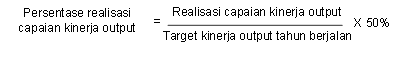 Persentase realisasi
capaian kinerja output
=
Realisasi capaian kinerja output
Target kinerja output tahun berjalan
X 50%